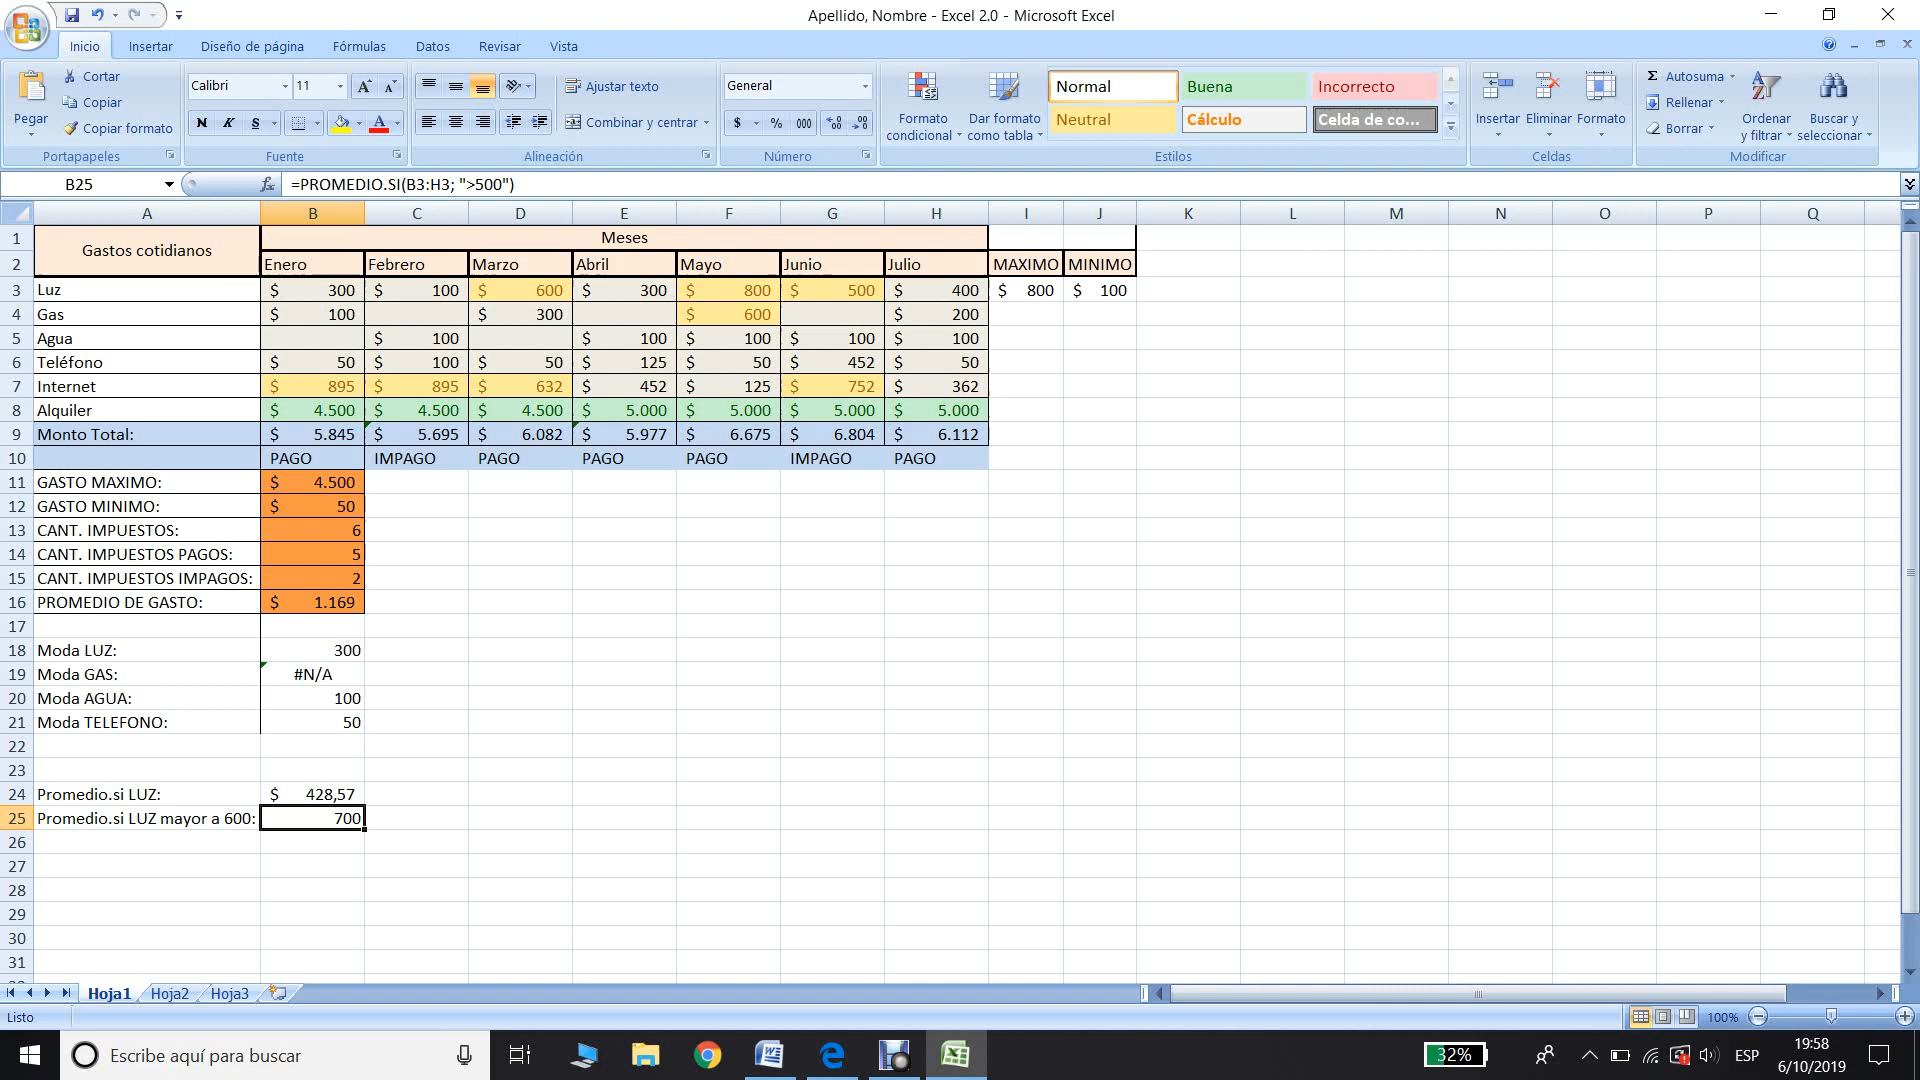 Apellido, Nombre - Excel 2.0 - Microsoft Excel
Inicio Insertar Diseño de página Fórmulas Datos Revisar Vista
Pegar
Cortar
Copiar
Copiar formato
Portapapeles
Calibri 11
N K S
Fuente
Ajustar texto
Combinar y centrar
Alineación
General
$ % 000
Número
Formato condicional
Dar formato como tabla
Normal Buena Incorrecto
Neutral Cálculo Celda de co...
Estilos
Insertar Eliminar Formato
Celdas
Autosuma
Rellenar
Borrar
Ordenar y filtrar
Buscar y seleccionar
Modificar
B25 fx =PROMEDIO.SI(B3:H3; ">500")
A B C D E F G H I J K L M N O P Q
1 Gastos cotidianos Meses
2 Enero Febrero Marzo Abril Mayo Junio Julio MAXIMO MINIMO
3 Luz $ 300 $ 100 $ 600 $ 300 $ 800 $ 500 $ 400 $ 800 $ 100
4 Gas $ 100 $ 300 $ 600 $ 200
5 Agua $ 100 $ 100 $ 100 $ 100 $ 100
6 Teléfono $ 50 $ 100 $ 50 $ 125 $ 50 $ 452 $ 50
7 Internet $ 895 $ 895 $ 632 $ 452 $ 125 $ 752 $ 362
8 Alquiler $ 4.500 $ 4.500 $ 4.500 $ 5.000 $ 5.000 $ 5.000 $ 5.000
9 Monto Total: $ 5.845 $ 5.695 $ 6.082 $ 5.977 $ 6.675 $ 6.804 $ 6.112
10 PAGO IMPAGO PAGO PAGO PAGO IMPAGO PAGO
11 GASTO MAXIMO: $ 4.500
12 GASTO MINIMO: $ 50
13 CANT. IMPUESTOS: 6
14 CANT. IMPUESTOS PAGOS: 5
15 CANT. IMPUESTOS IMPAGOS: 2
16 PROMEDIO DE GASTO: $ 1.169
17
18 Moda LUZ: 300
19 Moda GAS: #N/A
20 Moda AGUA: 100
21 Moda TELEFONO: 50
22
23
24 Promedio.si LUZ: $ 428,57
25 Promedio.si LUZ mayor a 600: 700
26
27
28
29
30
31
Hoja1 Hoja2 Hoja3
Listo 100%
Escribe aquí para buscar
32%
ESP
19:58
6/10/2019